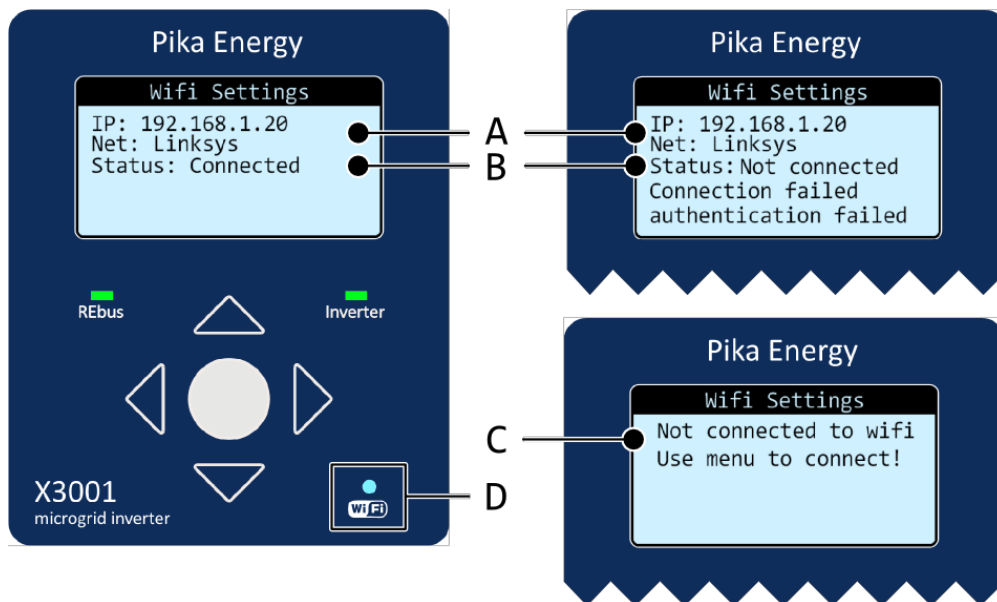 Pika Energy
Wifi Settings
IP: 192.168.1.20
Net: Linksys
Status: Connected
REbus
Inverter
X3001
microgrid inverter
WiFi
A
B
C
D
Pika Energy
Wifi Settings
IP: 192.168.1.20
Net: Linksys
Status: Not connected
Connection failed
authentication failed
Pika Energy
Wifi Settings
Not connected to wifi
Use menu to connect!